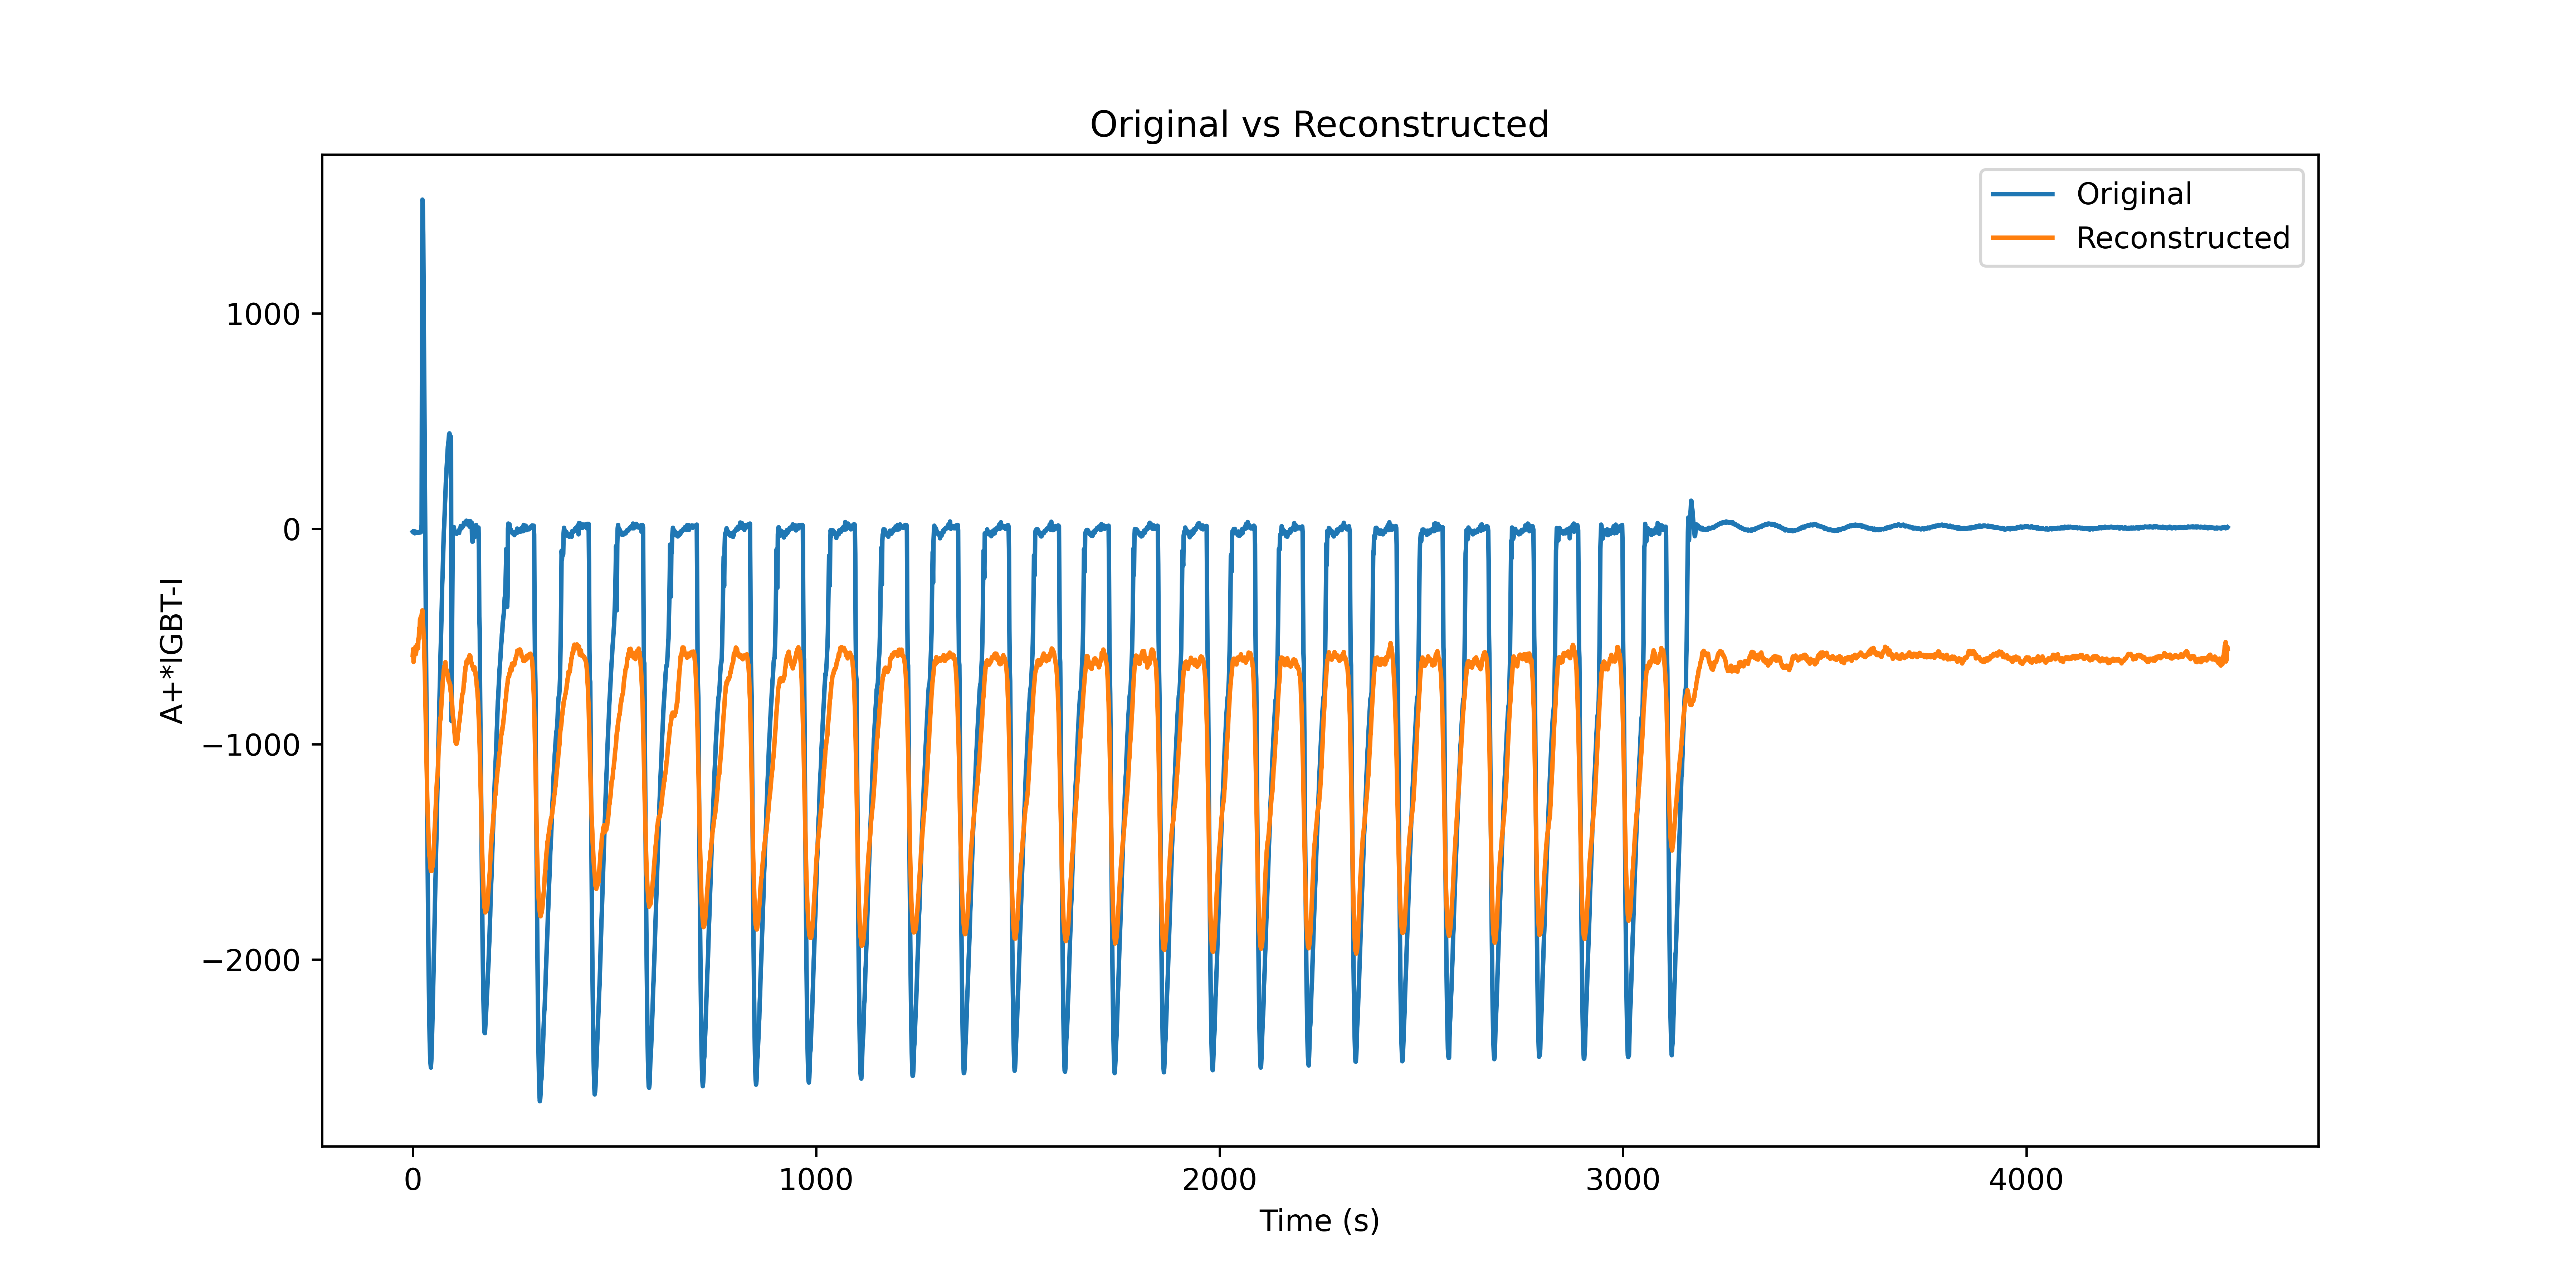 Original vs Reconstructed
Original
Reconstructed
A+*IGBT-I
1000
0
−1000
−2000
0
1000
2000
3000
4000
Time (s)